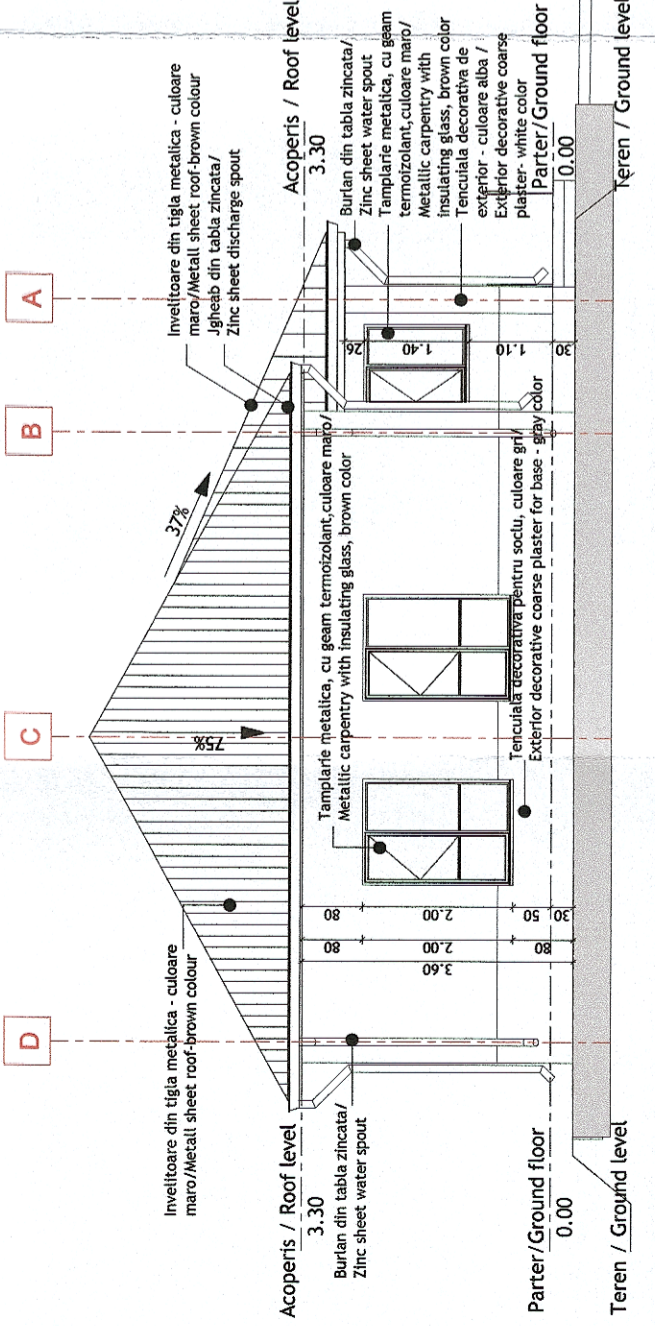 D
C
B
A
Invelitoare din tigla metalica - culoare
maro/Metall sheet roof-brown colour
Invelitoare din tigla metalica - culoare
maro/Metall sheet roof-brown colour
Jgheab din tabla zincata/
Zinc sheet discharge spout
37%
75%
Acoperis / Roof level
3.30
Acoperis / Roof level
3.30
Burlan din tabla zincata/
Zinc sheet water spout
Tamplarie metalica, cu geam termoizolant,culoare maro/
Metallic carpentry with insulating glass, brown color
Burlan din tabla zincata/
Zinc sheet water spout
Tamplarie metalica, cu geam
termoizolant,culoare maro/
Metallic carpentry with
insulating glass, brown color
Tencuiala decorativa de
exterior - culoare alba /
Exterior decorative coarse
plaster- white color
80
2.00
50
30
80
2.00
80
3.60
26
1.40
1.10
30
Tencuiala decorativa pentru soclu, culoare gri/
Exterior decorative coarse plaster for base - gray color
Parter/Ground floor
0.00
Parter/Ground floor
0.00
Teren / Ground level
Teren / Ground level